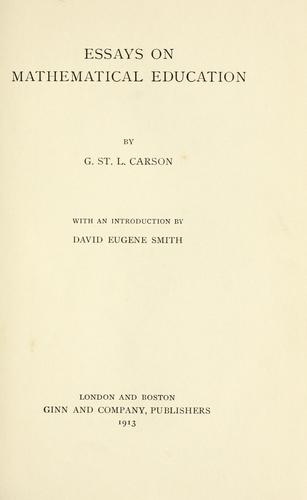 ESSAYS ON
MATHEMATICAL EDUCATION
BY
G. ST. L. CARSON
WITH AN INTRODUCTION BY
DAVID EUGENE SMITH
LONDON AND BOSTON
GINN AND COMPANY, PUBLISHERS
1913